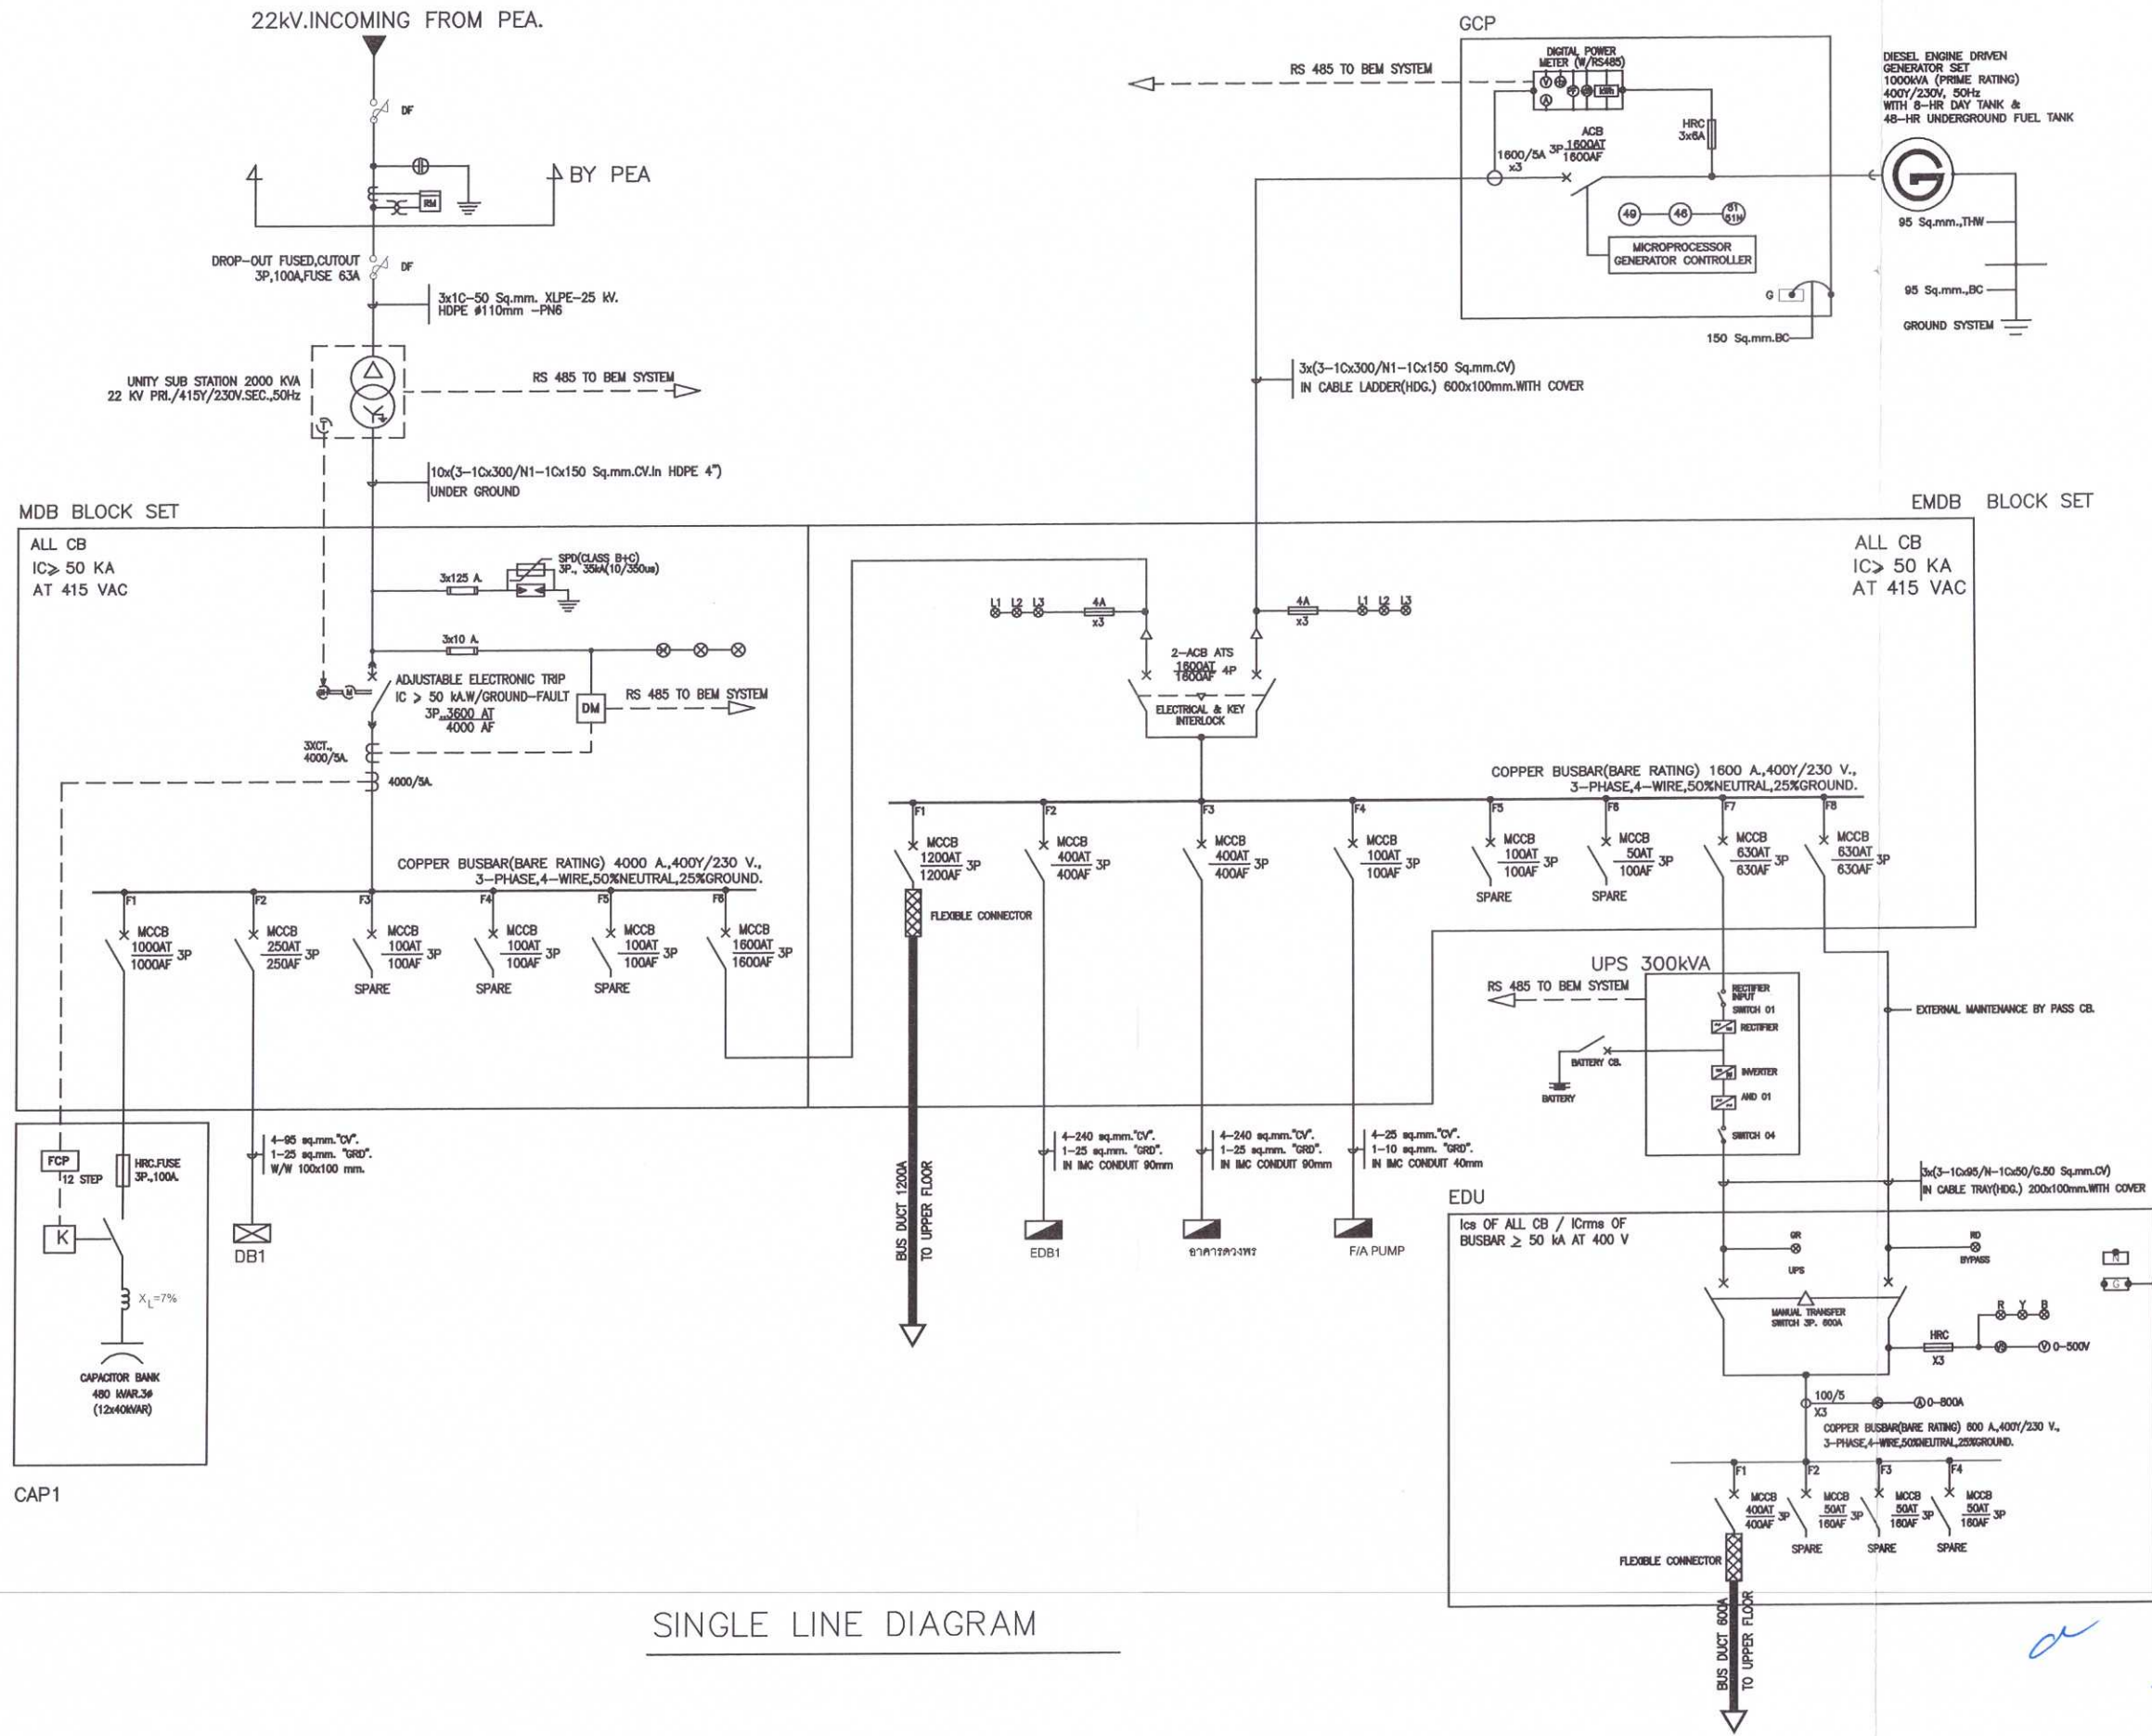 22kV.INCOMING FROM PEA.
DF
BY PEA
RM
DROP-OUT FUSED,CUTOUT
3P,100A,FUSE 63A
DF
3x1C-50 Sq.mm. XLPE-25 kV.
HDPE ø110mm -PN6
UNITY SUB STATION 2000 KVA
22 KV PRI./415Y/230V.SEC.,50Hz
RS 485 TO BEM SYSTEM
T
10x(3-1Cx300/N1-1Cx150 Sq.mm.CV.In HDPE 4")
UNDER GROUND
GCP
DIGITAL POWER
METER (W/RS485)
RS 485 TO BEM SYSTEM
HRC
3x6A
ACB
1600/5A
x3
3P 1600AT
1600AF
49
46
51
51N
MICROPROCESSOR
GENERATOR CONTROLLER
G
150 Sq.mm.BC
DIESEL ENGINE DRIVEN
GENERATOR SET
1000kVA (PRIME RATING)
400Y/230V, 50Hz
WITH 8-HR DAY TANK &
48-HR UNDERGROUND FUEL TANK
G
95 Sq.mm.,THW
95 Sq.mm.,BC
GROUND SYSTEM
3x(3-1Cx300/N1-1Cx150 Sq.mm.CV)
IN CABLE LADDER(HDG.) 600x100mm.WITH COVER
MDB BLOCK SET
ALL CB
IC≥ 50 KA
AT 415 VAC
3x125 A.
SPD(CLASS B+C)
3P., 35kA(10/350us)
3x10 A.
M
ADJUSTABLE ELECTRONIC TRIP
IC > 50 kA.W/GROUND-FAULT
3P.,3600 AT
4000 AF
DM
RS 485 TO BEM SYSTEM
3XCT.,
4000/5A.
4000/5A.
COPPER BUSBAR(BARE RATING) 4000 A.,400Y/230 V.,
3-PHASE,4-WIRE,50%NEUTRAL,25%GROUND.
F1
F2
F3
F4
F5
F6
MCCB
1000AT
1000AF
3P
MCCB
250AT
250AF
3P
MCCB
100AT
100AF
3P
SPARE
MCCB
100AT
100AF
3P
SPARE
MCCB
100AT
100AF
3P
SPARE
MCCB
1600AT
1600AF
3P
EMDB BLOCK SET
ALL CB
IC> 50 KA
AT 415 VAC
L1 L2 L3
4A
x3
4A
x3
L1 L2 L3
2-ACB ATS
1600AT
1600AF
4P
ELECTRICAL & KEY
INTERLOCK
COPPER BUSBAR(BARE RATING) 1600 A.,400Y/230 V.,
3-PHASE,4-WIRE,50%NEUTRAL,25%GROUND.
F1
F2
F3
F4
F5
F6
F7
F8
MCCB
1200AT
1200AF
3P
FLEXIBLE CONNECTOR
MCCB
400AT
400AF
3P
MCCB
400AT
400AF
3P
MCCB
100AT
100AF
3P
MCCB
100AT
100AF
3P
SPARE
MCCB
50AT
100AF
3P
SPARE
MCCB
630AT
630AF
3P
MCCB
630AT
630AF
3P
UPS 300kVA
RS 485 TO BEM SYSTEM
RECTIFIER
INPUT
SWITCH 01
RECTIFIER
BATTERY CB.
BATTERY
INVERTER
AND 01
SWITCH 04
EXTERNAL MAINTENANCE BY PASS CB.
3x(3-1Cx95/N-1Cx50/G.50 Sq.mm.CV)
IN CABLE TRAY(HDG.) 200x100mm.WITH COVER
FCP
12 STEP
HRC.FUSE
3P.,100A.
K
XL=7%
CAPACITOR BANK
480 kVAR.3ø
(12x40kVAR)
CAP1
4-95 sq.mm."CV".
1-25 sq.mm. "GRD".
W/W 100x100 mm.
DB1
BUS DUCT 1200A
TO UPPER FLOOR
4-240 sq.mm."CV".
1-25 sq.mm. "GRD".
IN IMC CONDUIT 90mm
EDB1
4-240 sq.mm."CV".
1-25 sq.mm. "GRD".
IN IMC CONDUIT 90mm
อาคารดวงพร
4-25 sq.mm."CV".
1-10 sq.mm. "GRD".
IN IMC CONDUIT 40mm
F/A PUMP
EDU
Ics OF ALL CB / ICrms OF
BUSBAR ≥ 50 kA AT 400 V
UPS
RD
BYPASS
N
G
MANUAL TRANSFER
SWITCH 3P. 600A
R Y B
HRC
X3
V 0-500V
100/5
X3
A 0-800A
COPPER BUSBAR(BARE RATING) 600 A.,400Y/230 V.,
3-PHASE,4-WIRE,50%NEUTRAL,25%GROUND.
F1
F2
F3
F4
MCCB
400AT
400AF
3P
MCCB
50AT
160AF
3P
SPARE
MCCB
50AT
160AF
3P
SPARE
MCCB
50AT
160AF
3P
SPARE
FLEXIBLE CONNECTOR
BUS DUCT 600A
TO UPPER FLOOR
SINGLE LINE DIAGRAM